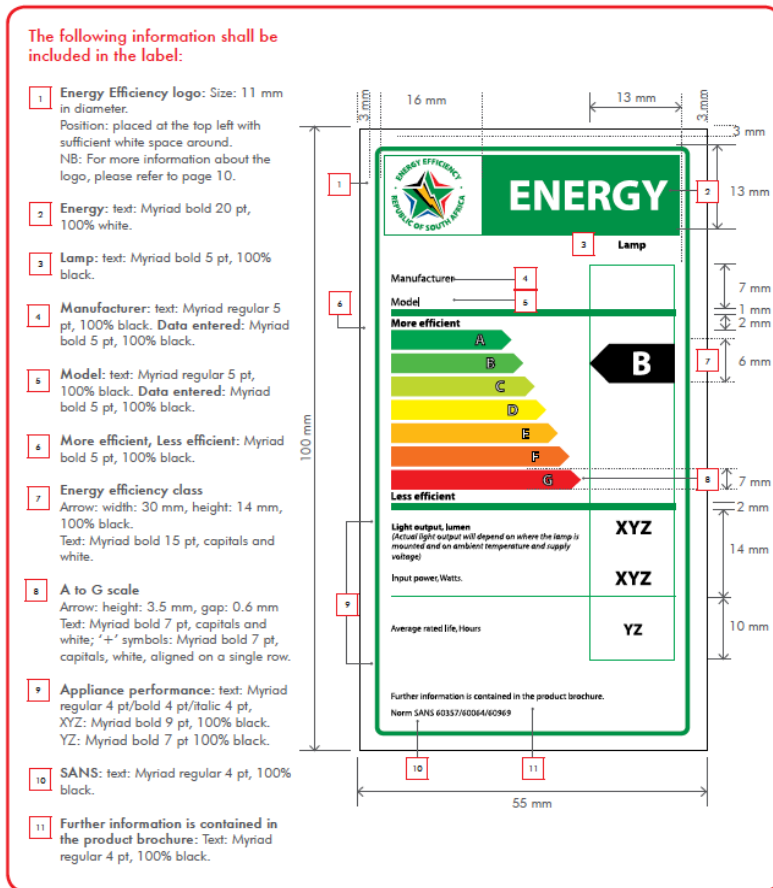 The following information shall be
included in the label:
1 Energy Efficiency logo: Size: 11 mm
in diameter.
Position: placed at the top left with
sufficient white space around.
NB: For more information about the
logo, please refer to page 10.
2 Energy: text: Myriad bold 20 pt,
100% white.
3 Lamp: text: Myriad bold 5 pt, 100%
black.
4 Manufacturer: text: Myriad regular 5
pt, 100% black. Data entered: Myriad
bold 5 pt, 100% black.
5 Model: text: Myriad regular 5 pt,
100% black. Data entered: Myriad
bold 5 pt, 100% black.
6 More efficient, Less efficient: Myriad
bold 5 pt, 100% black.
7 Energy efficiency class
Arrow: width: 30 mm, height: 14 mm,
100% black.
Text: Myriad bold 15 pt, capitals and
white.
8 A to G scale
Arrow: height: 3.5 mm, gap: 0.6 mm
Text: Myriad bold 7 pt, capitals and
white; '+' symbols: Myriad bold 7 pt,
capitals, white, aligned on a single row.
9 Appliance performance: text: Myriad
regular 4 pt/bold 4 pt/italic 4 pt,
XYZ: Myriad bold 9 pt, 100% black.
YZ: Myriad bold 7 pt 100% black.
10 SANS: text: Myriad regular 4 pt, 100%
black.
11 Further information is contained in
the product brochure: Text: Myriad
regular 4 pt, 100% black.
3 mm
16 mm
13 mm
3 mm
3 mm
1
ENERGY EFFICIENCY
REPUBLIC OF SOUTH AFRICA
ENERGY
2
13 mm
3
Lamp
Manufacturer
4
Model
5
7 mm
1 mm
2 mm
6
More efficient
A
B
C
D
E
F
G
Less efficient
B
7
6 mm
8
7 mm
2 mm
100 mm
Light output, lumen
(Actual light output will depend on where the lamp is
mounted and on ambient temperature and supply
voltage)
XYZ
Input power, Watts.
XYZ
14 mm
9
Average rated life, Hours
YZ
10 mm
Further information is contained in the product brochure.
Norm SANS 60357/60064/60969
10
11
55 mm